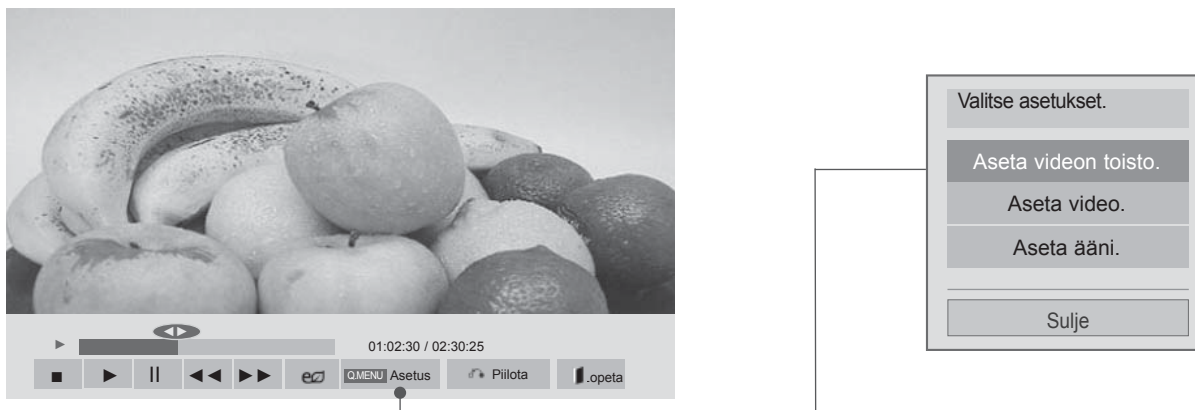 01:02:30 / 02:30:25
Q.MENU Asetus
Piilota
.opeta
Valitse asetukset.
Aseta videon toisto.
Aseta video.
Aseta ääni.
Sulje